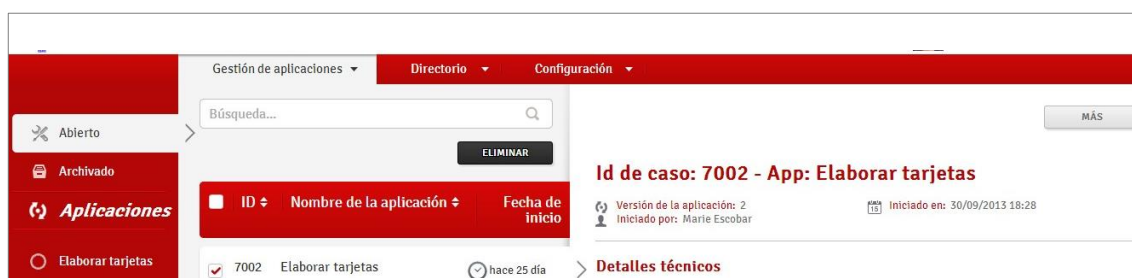 Gestión de aplicaciones Directorio Configuración
Búsqueda...
ELIMINAR
Abierto
Archivado
Aplicaciones
Elaborar tarjetas
ID Nombre de la aplicación Fecha de
inicio
7002 Elaborar tarjetas hace 25 día
MÁS
Id de caso: 7002 - App: Elaborar tarjetas
Versión de la aplicación: 2
Iniciado por: Marie Escobar
15 Iniciado en: 30/09/2013 18:28
Detalles técnicos